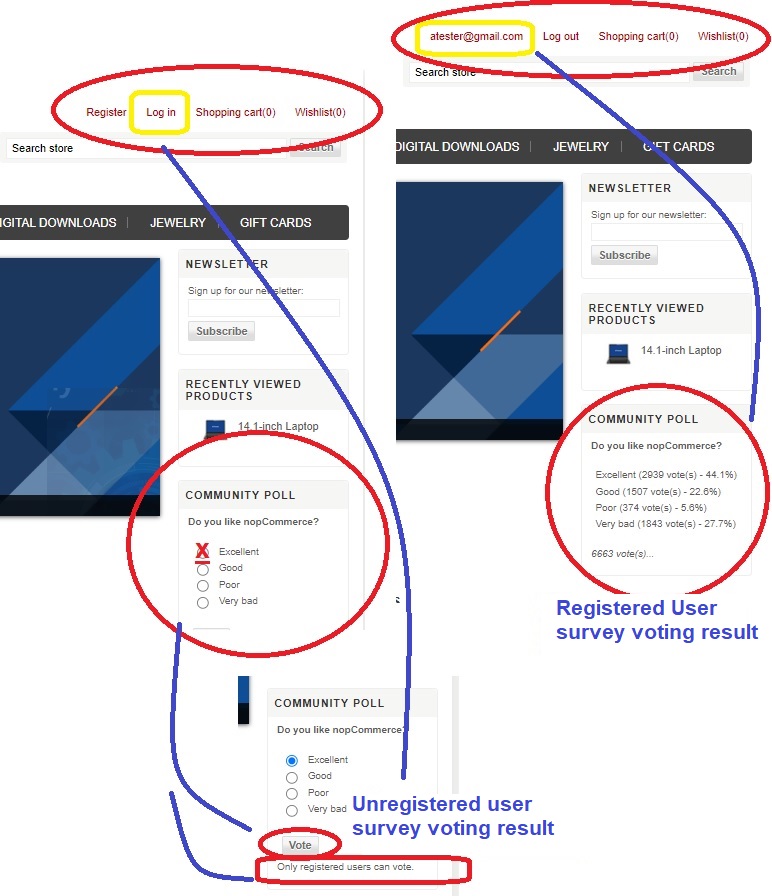 atester@gmail.com Log out Shopping cart(0) Wishlist(0)
Search store Search
DIGITAL DOWNLOADS JEWELRY GIFT CARDS
NEWSLETTER
Sign up for our newsletter:
Subscribe
RECENTLY VIEWED
PRODUCTS
14.1-inch Laptop
COMMUNITY POLL
Do you like nopCommerce?
Excellent (2939 vote(s) - 44.1%)
Good (1507 vote(s) - 22.6%)
Poor (374 vote(s) - 5.6%)
Very bad (1843 vote(s) - 27.7%)
6663 vote(s)...
Registered User
survey voting result
Register Log in Shopping cart(0) Wishlist(0)
Search store Search
IGITAL DOWNLOADS JEWELRY GIFT CARDS
NEWSLETTER
Sign up for our newsletter:
Subscribe
RECENTLY VIEWED
PRODUCTS
14.1-inch Laptop
COMMUNITY POLL
Do you like nopCommerce?
X Excellent
Good
Poor
Very bad
COMMUNITY POLL
Do you like nopCommerce?
Excellent
Good
Poor
Very bad
Vote
Only registered users can vote.
Unregistered user
survey voting result